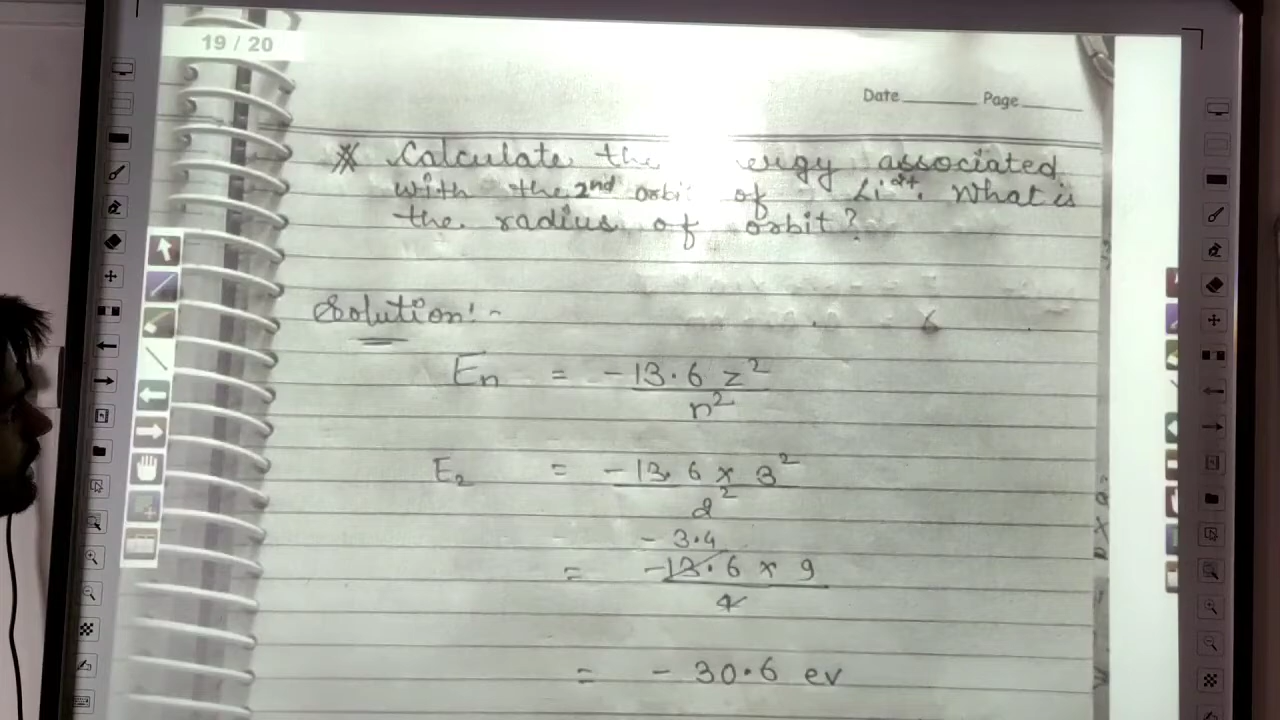 19 / 20
Date Page
Calculate the ergy associated
with the 2nd orbi of Li2+. What is
the radius of orbit?
Solution:-
En = -13.6 z²
n²
E2 = -13.6 x 3²
2²
- 3.4
= -13.6 x 9
4
= - 30.6 ev